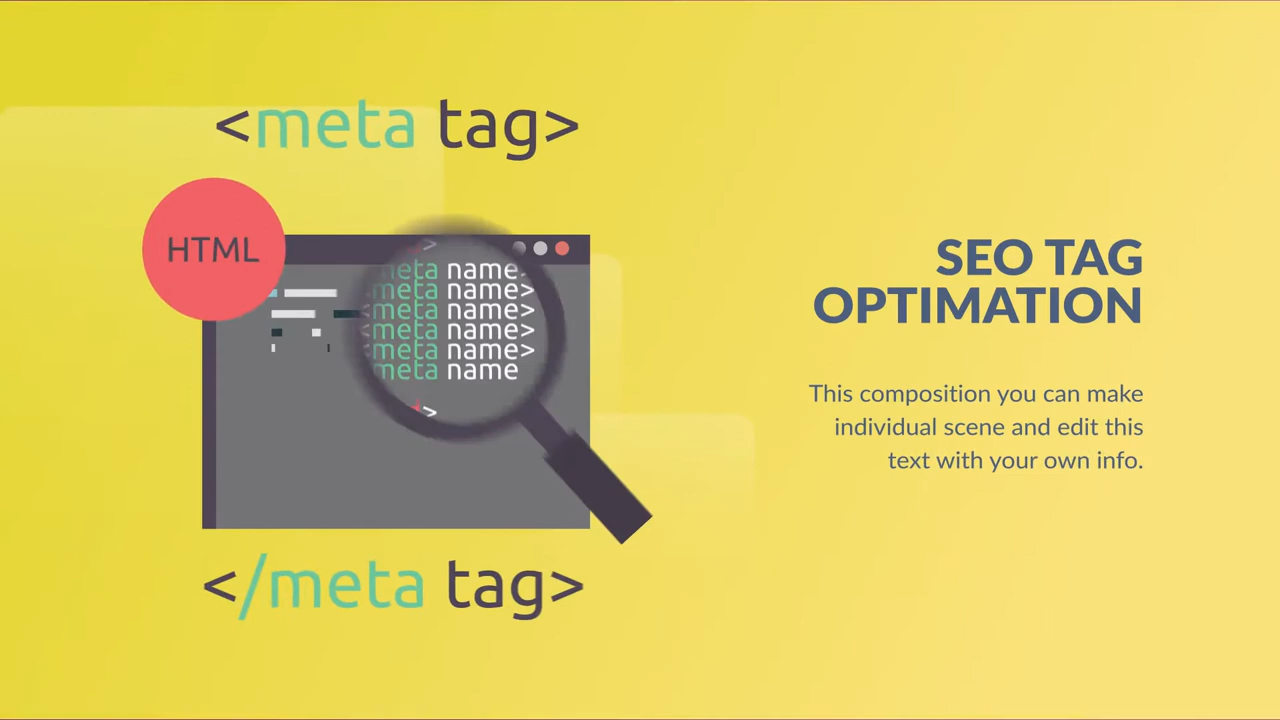 <meta tag>
HTML
>
meta name>
<meta name>
<meta name>
<meta name>
<meta name>
meta name
>
</meta tag>
SEO TAG
OPTIMATION
This composition you can make
individual scene and edit this
text with your own info.